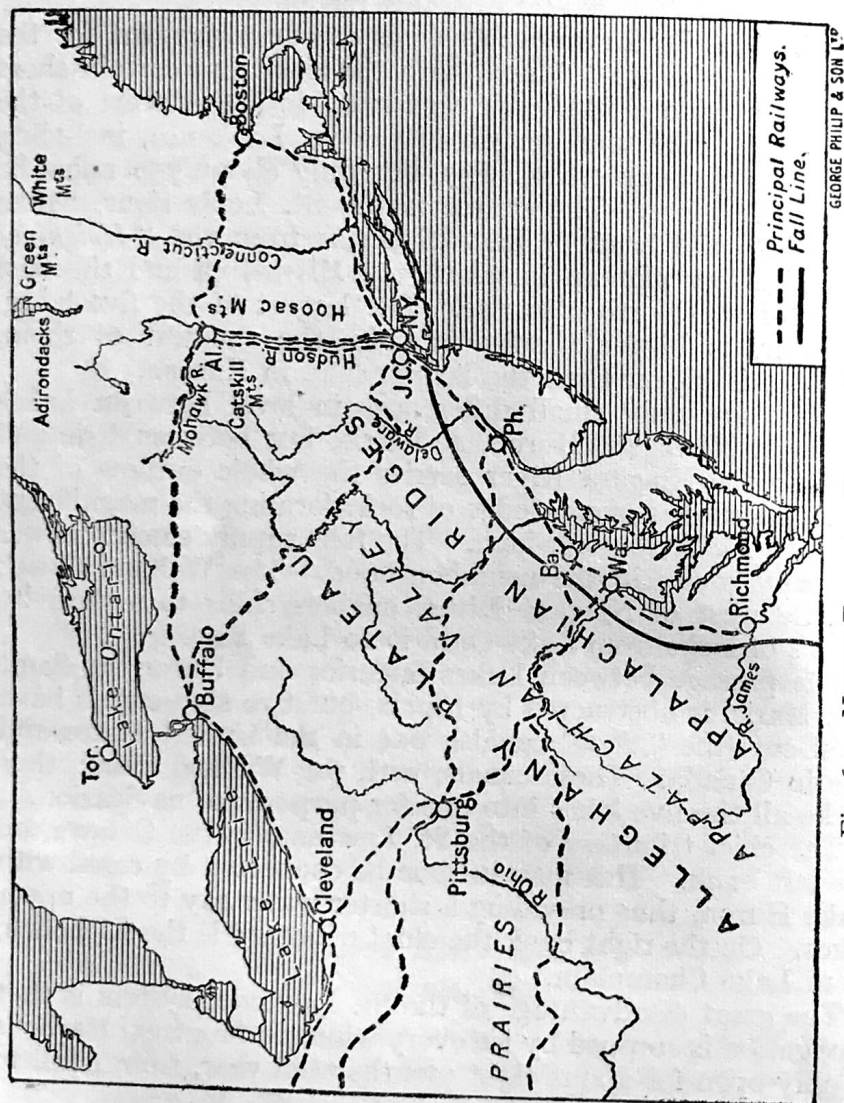 White
Mts
Green
Mts
Adirondacks
Boston
Connecticut R.
Hoosac Mts
Al.
Hudson R.
Mohawk R.
Catskill
Mts
N.Y.
J.C.
Lake Ontario
Tor.
Buffalo
Lake Erie
Cleveland
Delaware
R.
Ph.
Ba.
Wa.
Richmond
R. James
Pittsburg
R. Ohio
PRAIRIES
ALLEGHANY PLATEAU
APPALACHIAN VALLEY
APPALACHIAN RIDGES
Principal Railways.
Fall Line.
GEORGE PHILIP & SON LTD